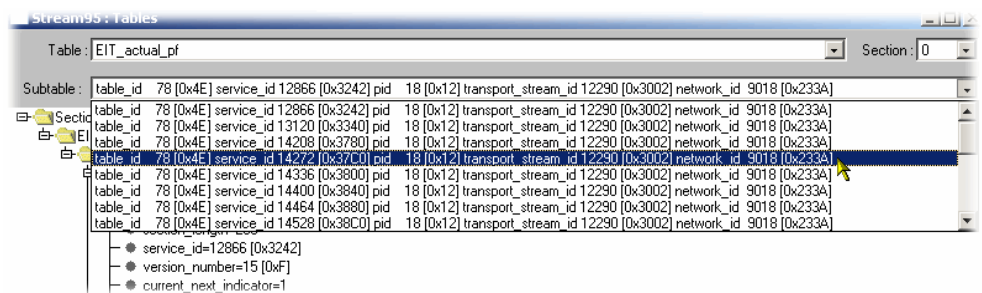 Stream95 : Tables
Table : EIT_actual_pf Section : 0
Subtable : table_id 78 [0x4E] service_id 12866 [0x3242] pid 18 [0x12] transport_stream_id 12290 [0x3002] network_id 9018 [0x233A]
table_id 78 [0x4E] service_id 12866 [0x3242] pid 18 [0x12] transport_stream_id 12290 [0x3002] network_id 9018 [0x233A]
table_id 78 [0x4E] service_id 13120 [0x3340] pid 18 [0x12] transport_stream_id 12290 [0x3002] network_id 9018 [0x233A]
table_id 78 [0x4E] service_id 14208 [0x3780] pid 18 [0x12] transport_stream_id 12290 [0x3002] network_id 9018 [0x233A]
table_id 78 [0x4E] service_id 14272 [0x37C0] pid 18 [0x12] transport_stream_id 12290 [0x3002] network_id 9018 [0x233A]
table_id 78 [0x4E] service_id 14336 [0x3800] pid 18 [0x12] transport_stream_id 12290 [0x3002] network_id 9018 [0x233A]
table_id 78 [0x4E] service_id 14400 [0x3840] pid 18 [0x12] transport_stream_id 12290 [0x3002] network_id 9018 [0x233A]
table_id 78 [0x4E] service_id 14464 [0x3880] pid 18 [0x12] transport_stream_id 12290 [0x3002] network_id 9018 [0x233A]
table_id 78 [0x4E] service_id 14528 [0x38C0] pid 18 [0x12] transport_stream_id 12290 [0x3002] network_id 9018 [0x233A]
Sectio
EI
service_id=12866 [0x3242]
version_number=15 [0xF]
current_next_indicator=1